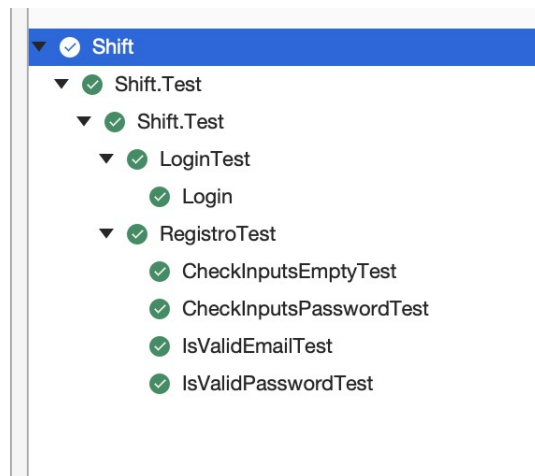 Shift
Shift.Test
Shift.Test
LoginTest
Login
RegistroTest
CheckInputsEmptyTest
CheckInputsPasswordTest
IsValidEmailTest
IsValidPasswordTest